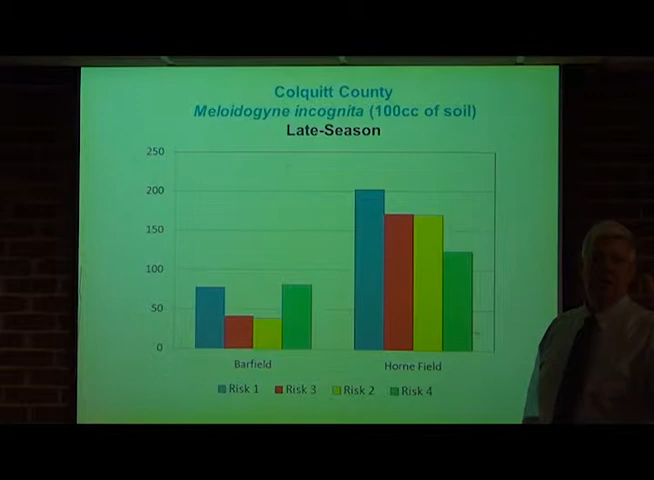 Colquitt County
Meloidogyne incognita (100cc of soil)
Late-Season
250
200
150
100
50
0
Barfield Horne Field
Risk 1 Risk 3 Risk 2 Risk 4